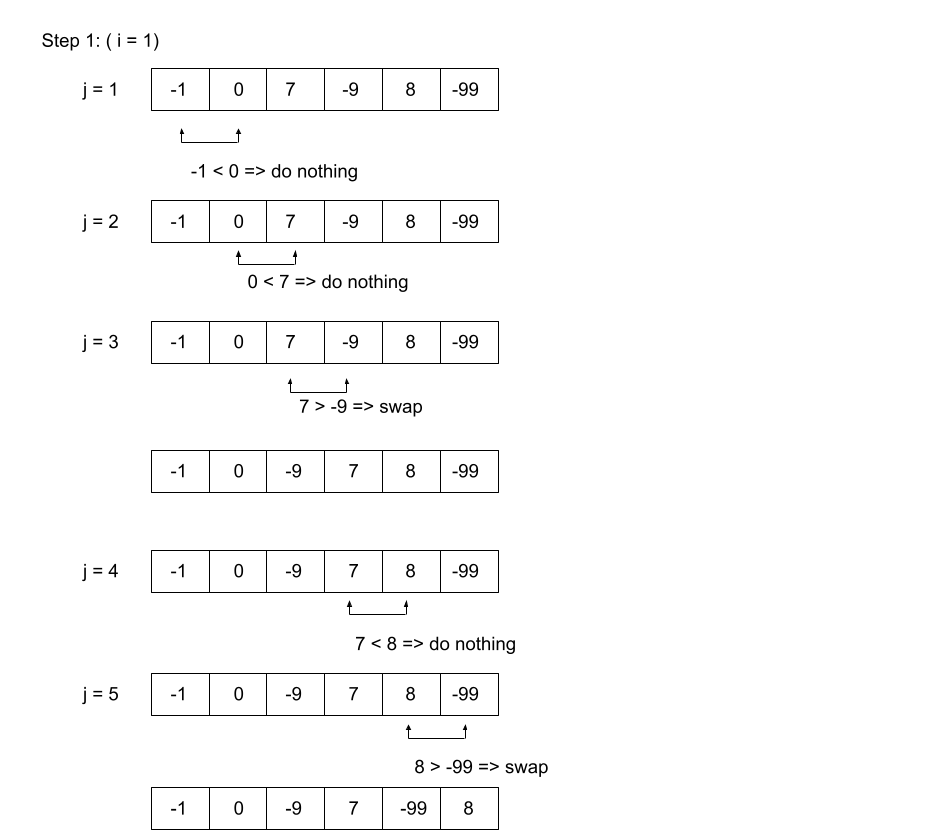 Step 1: ( i = 1)
j = 1 -1 0 7 -9 8 -99
-1 < 0 => do nothing
j = 2 -1 0 7 -9 8 -99
0 < 7 => do nothing
j = 3 -1 0 7 -9 8 -99
7 > -9 => swap
-1 0 -9 7 8 -99
j = 4 -1 0 -9 7 8 -99
7 < 8 => do nothing
j = 5 -1 0 -9 7 8 -99
8 > -99 => swap
-1 0 -9 7 -99 8